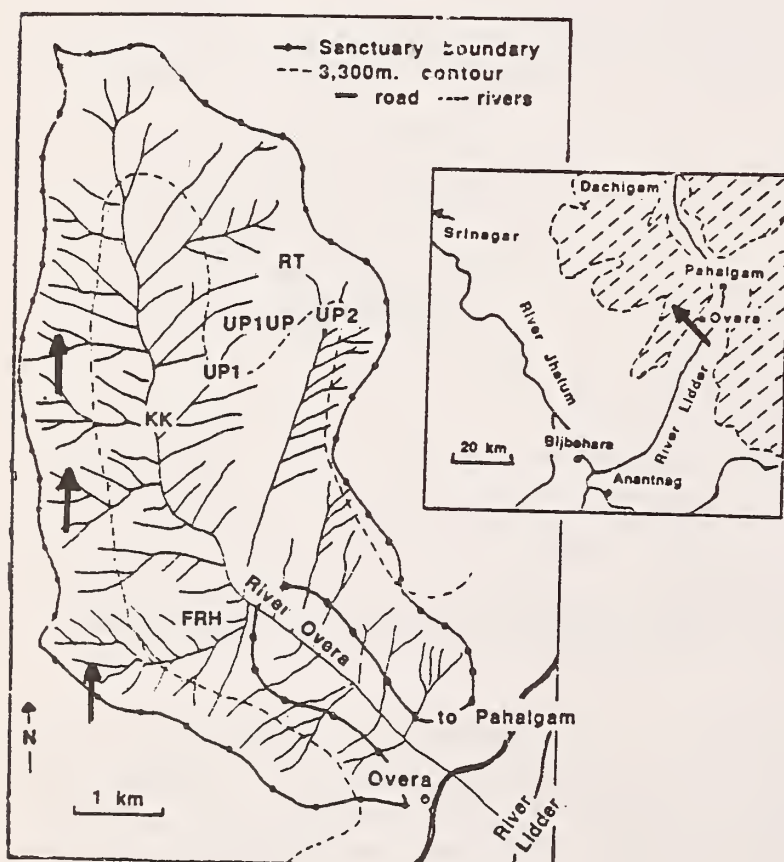 Sanctuary boundary
3,300m. contour
road rivers
RT
UP1UP UP2
UP1
KK
FRH
River Overa
to Pahalgam
Overa
River Lidder
N
1 km
Dachigam
Srinagar
Pahalgam
Overa
River Jhelum
River Lidder
Bijbehara
20 km
Anantnag